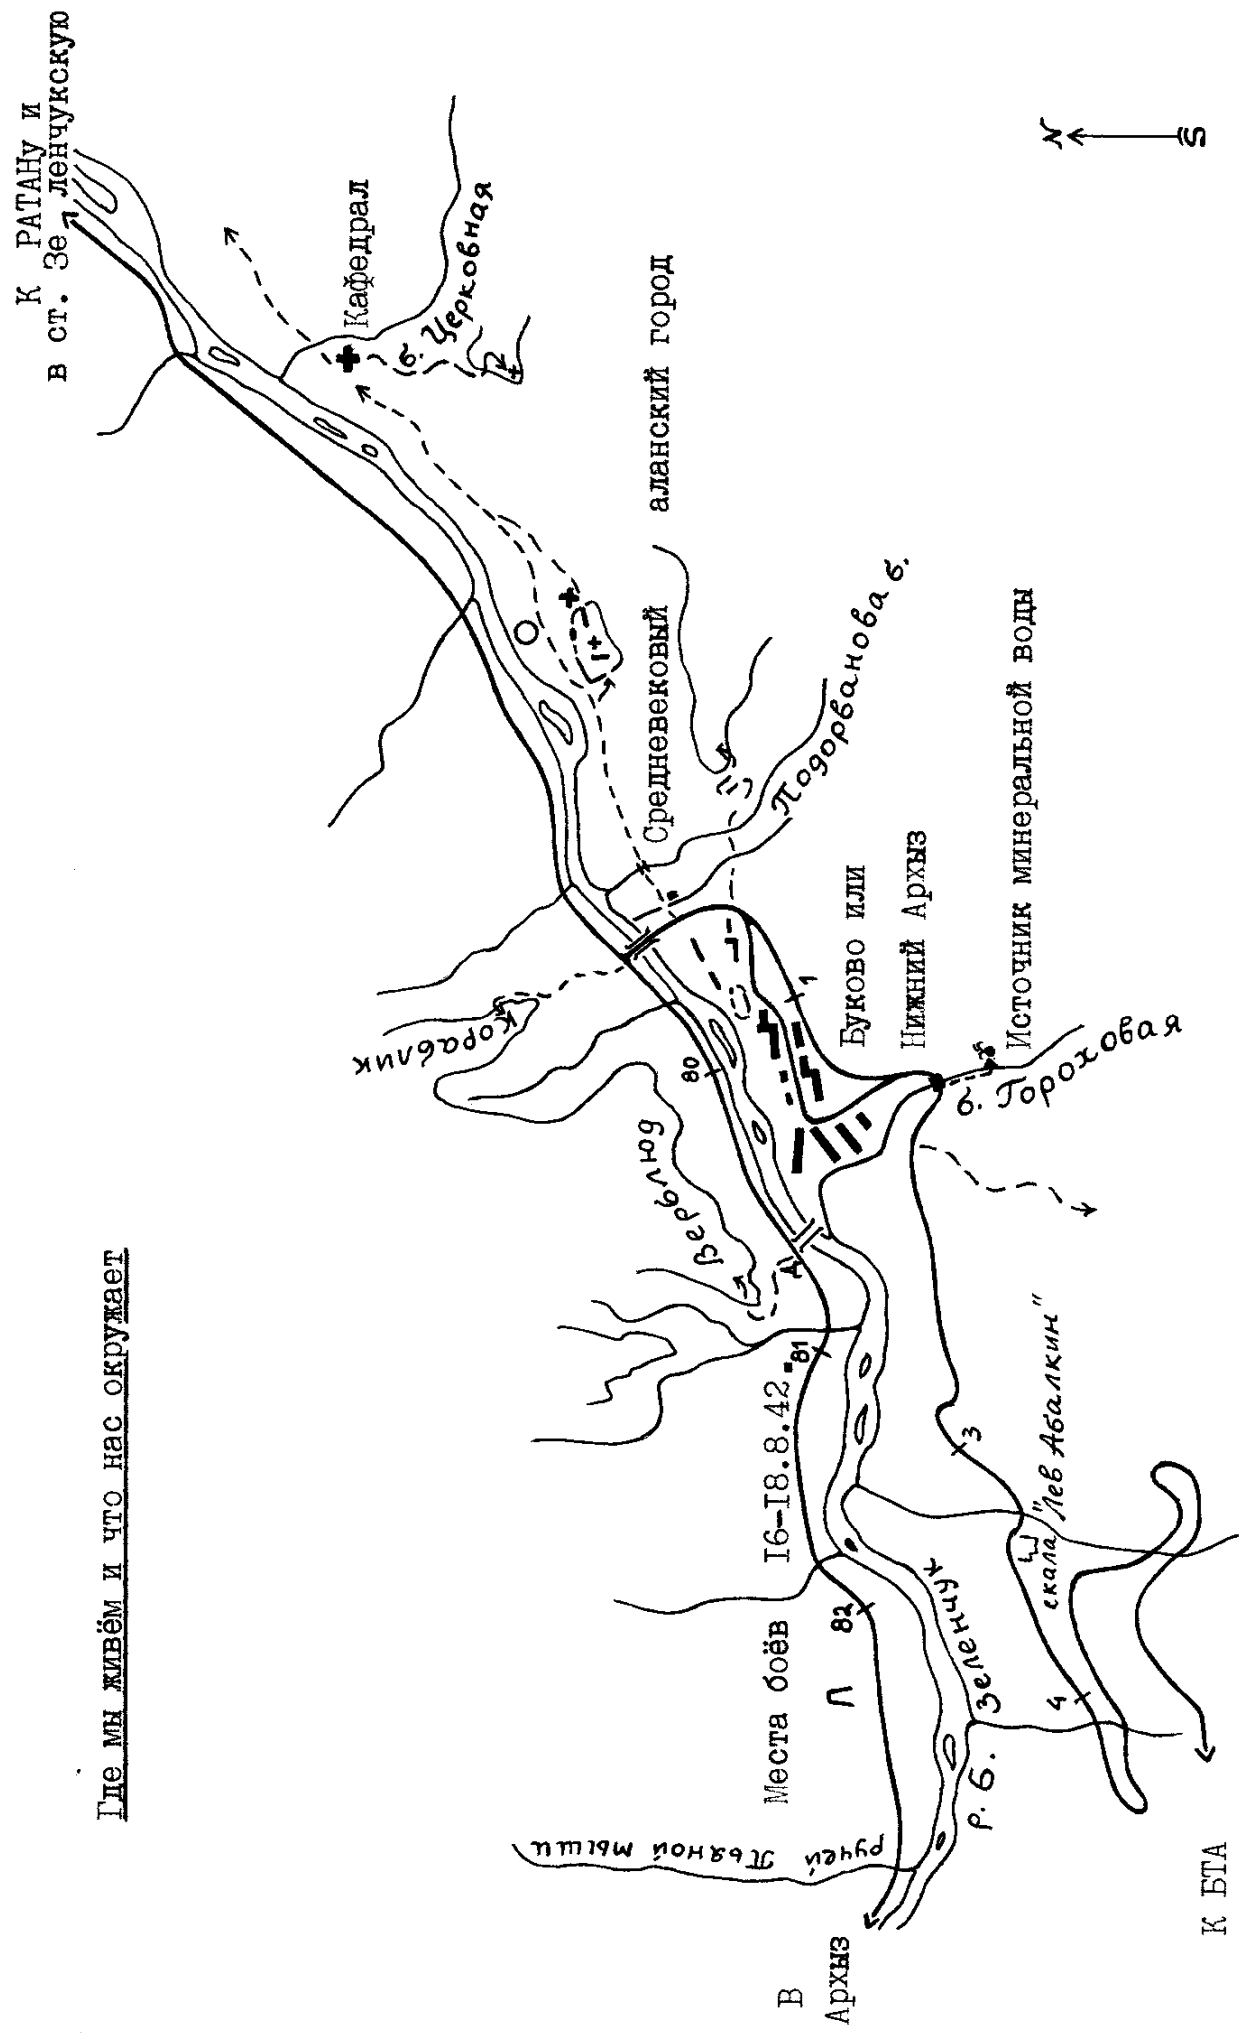 Где мы живём и что нас окружает
К РАТАНу и
в ст. Зе ленчукскую
Кафедрал
б. Церковная
Средневековый аланский город
Подорванова б.
Кораблик
80
1
Верблюд
Буково или
Нижний Архыз
Источник минеральной воды
б. Гороховая
81
Места боёв 16-18.8.42
82
3
скала "Лев Абалкин"
4
р. Б. Зеленчук
ручей Пьяной мыши
В
Архыз
К БТА
N
S